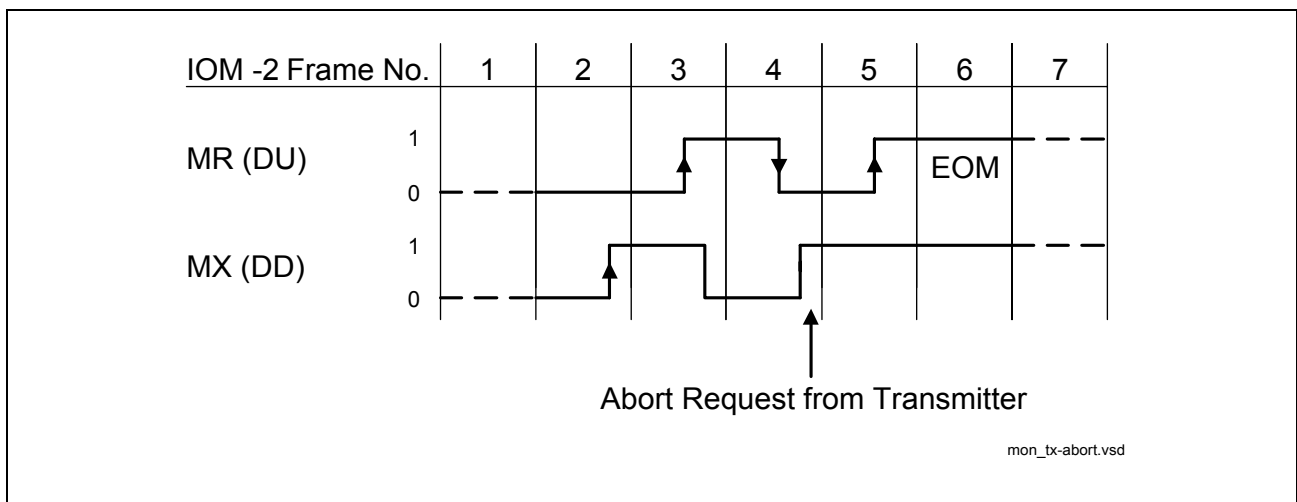 IOM -2 Frame No. 1 2 3 4 5 6 7
1
MR (DU)
EOM
0
1
MX (DD)
0
Abort Request from Transmitter
mon_tx-abort.vsd